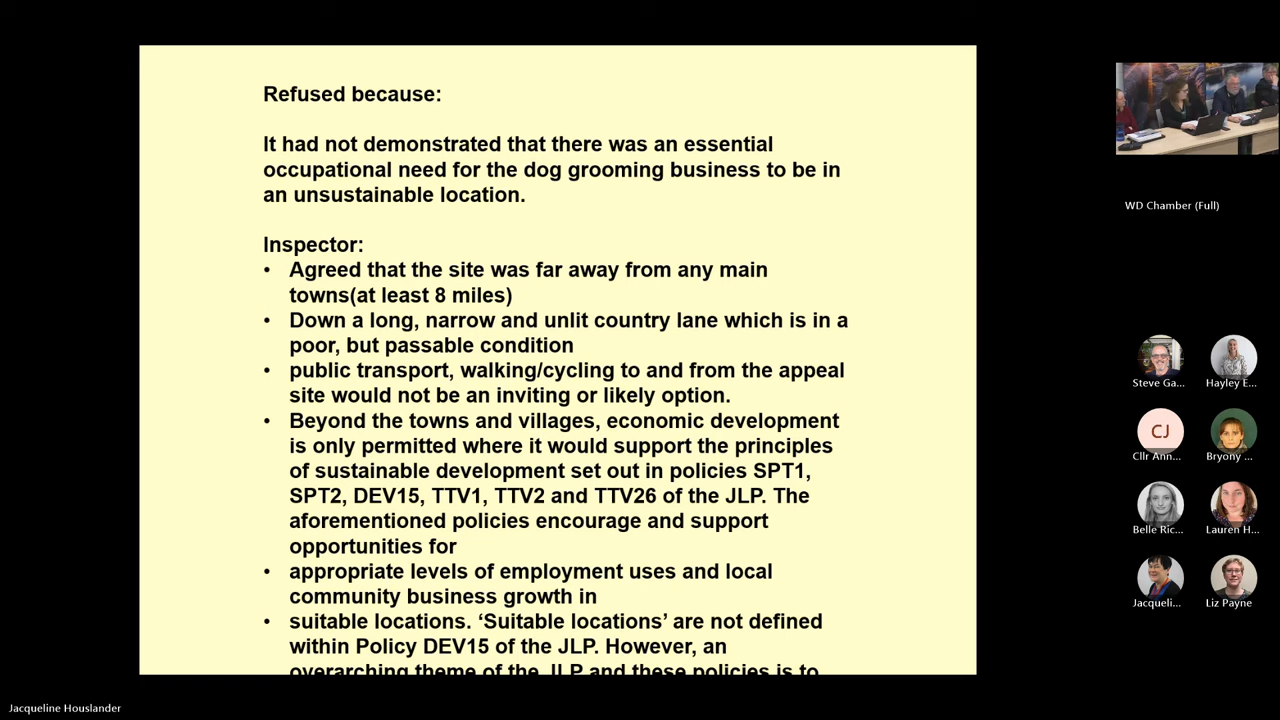 Refused because:
It had not demonstrated that there was an essential
occupational need for the dog grooming business to be in
an unsustainable location.
Inspector:
• Agreed that the site was far away from any main
towns(at least 8 miles)
• Down a long, narrow and unlit country lane which is in a
poor, but passable condition
• public transport, walking/cycling to and from the appeal
site would not be an inviting or likely option.
• Beyond the towns and villages, economic development
is only permitted where it would support the principles
of sustainable development set out in policies SPT1,
SPT2, DEV15, TTV1, TTV2 and TTV26 of the JLP. The
aforementioned policies encourage and support
opportunities for
• appropriate levels of employment uses and local
community business growth in
• suitable locations. ‘Suitable locations’ are not defined
within Policy DEV15 of the JLP. However, an
overarching theme of the JLP and these policies is to
WD Chamber (Full)
Steve Ga...
Hayley E...
CJ
Cllr Ann...
Bryony ...
Belle Ric...
Lauren H...
Jacqueli...
Liz Payne
Jacqueline Houslander